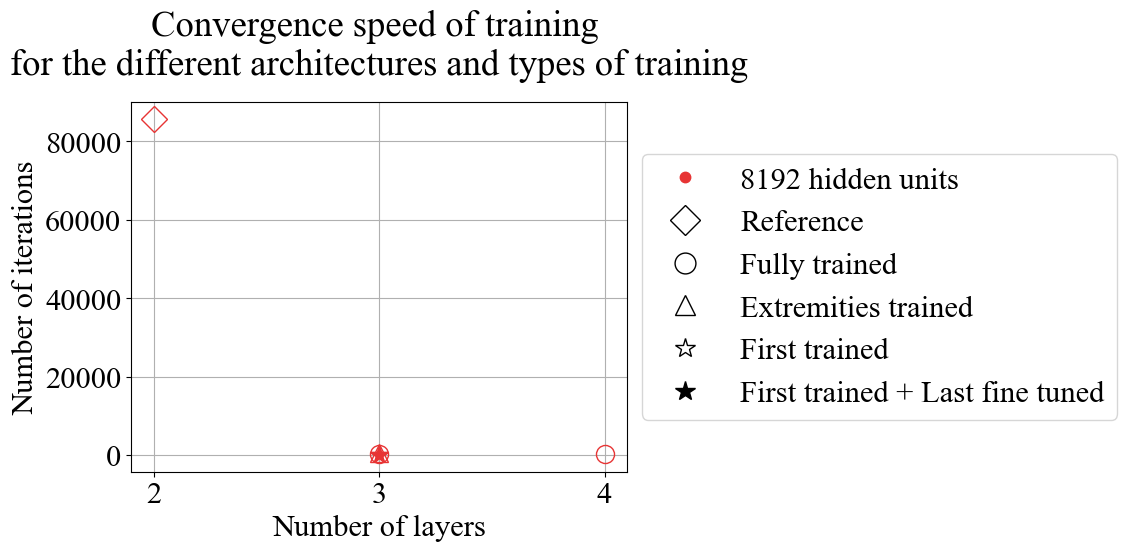 Convergence speed of training
for the different architectures and types of training
Number of iterations
80000
60000
40000
20000
0
2
3
4
Number of layers
8192 hidden units
Reference
Fully trained
Extremities trained
First trained
First trained + Last fine tuned